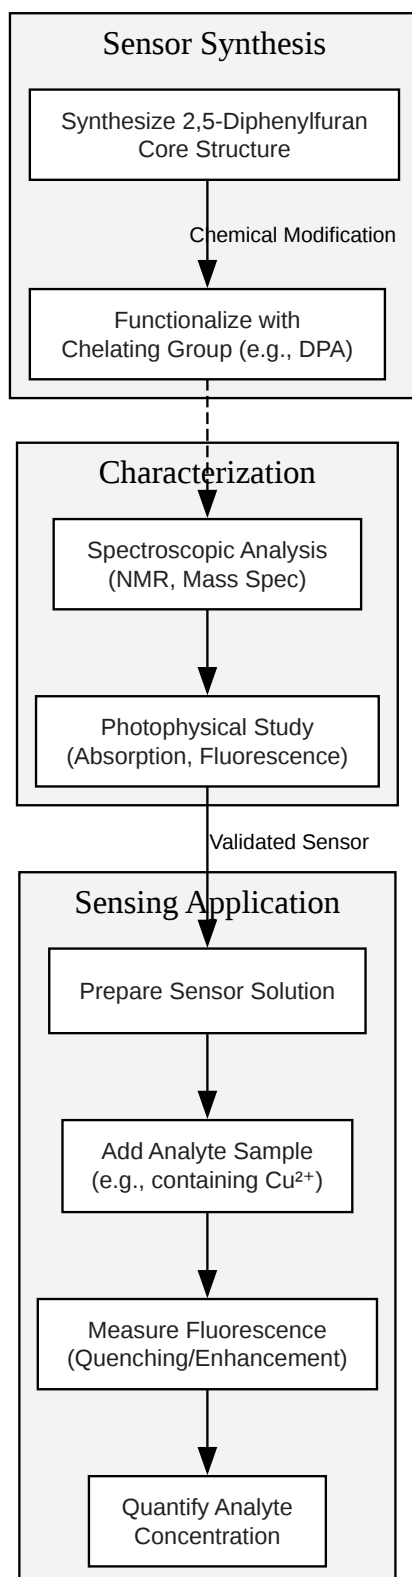 Sensor Synthesis
Synthesize 2,5-Diphenylfuran
Core Structure
Chemical Modification
Functionalize with
Chelating Group (e.g., DPA)
Characterization
Spectroscopic Analysis
(NMR, Mass Spec)
Photophysical Study
(Absorption, Fluorescence)
Validated Sensor
Sensing Application
Prepare Sensor Solution
Add Analyte Sample
(e.g., containing Cu²⁺)
Measure Fluorescence
(Quenching/Enhancement)
Quantify Analyte
Concentration